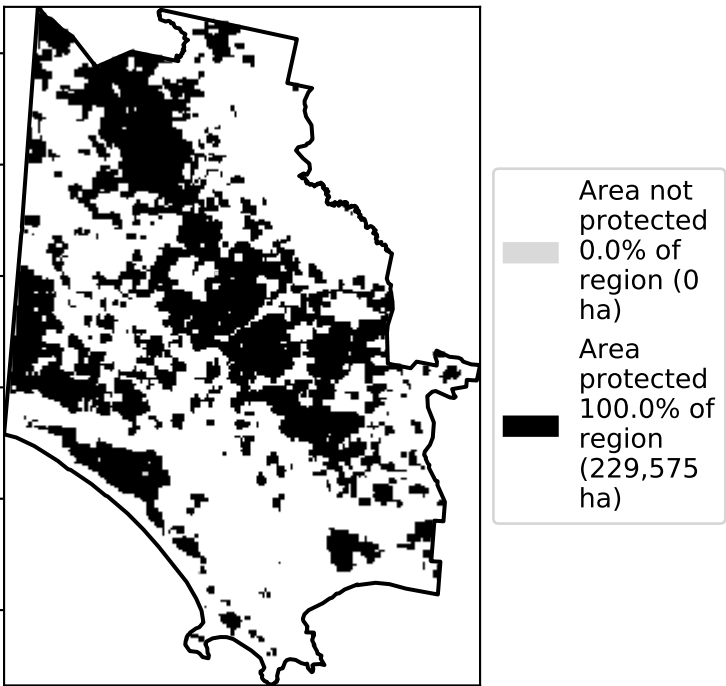 Area not
protected
0.0% of
region (0
ha)
Area
protected
100.0% of
region
(229,575
ha)